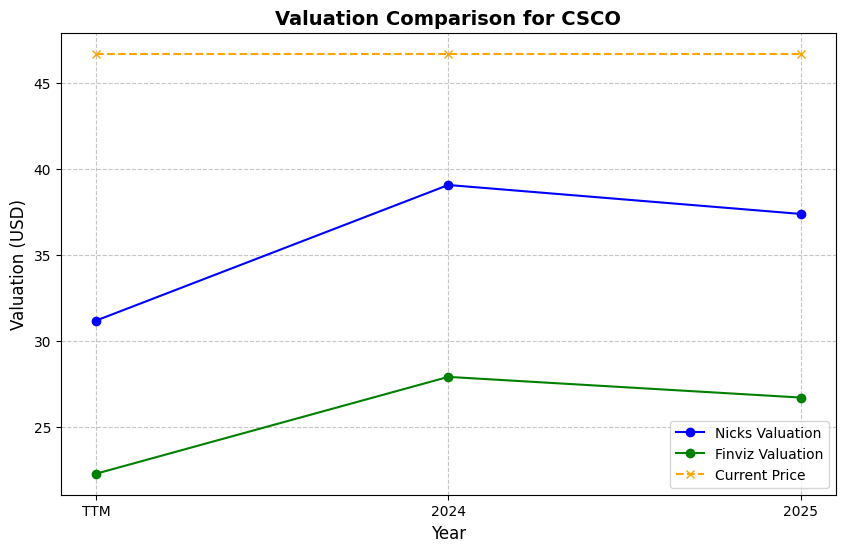 Valuation Comparison for CSCO
Valuation (USD)
45
40
35
30
25
TTM
2024
2025
Year
Nicks Valuation
Finviz Valuation
Current Price